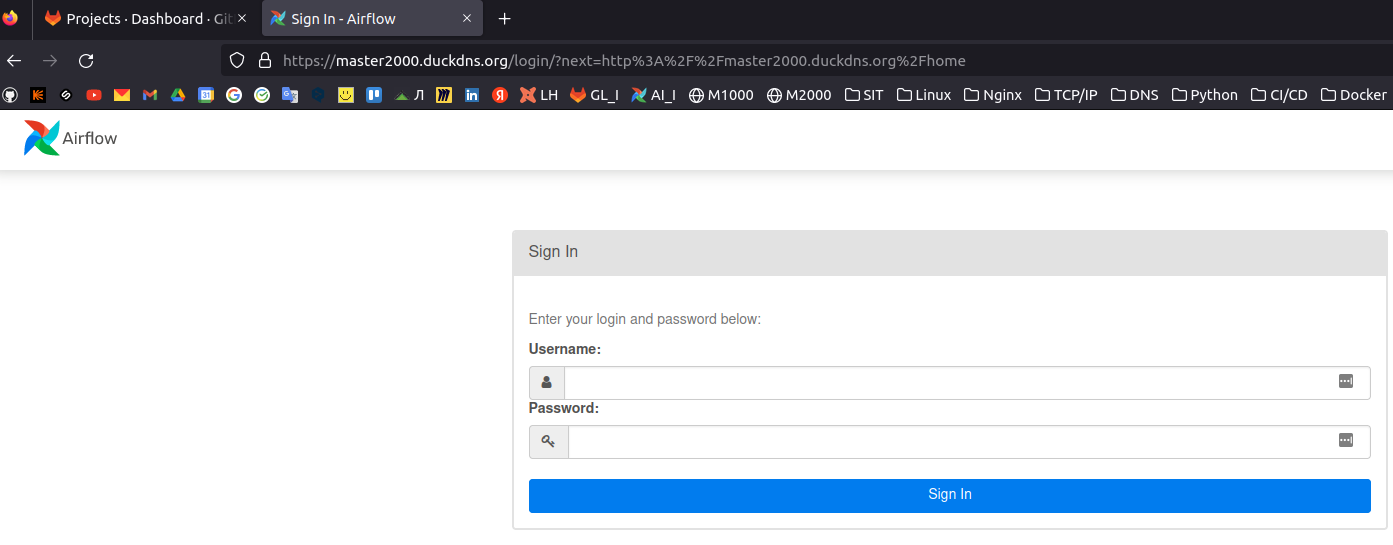 Projects · Dashboard · Git
Sign In - Airflow
https://master2000.duckdns.org/login/?next=http%3A%2F%2Fmaster2000.duckdns.org%2Fhome
Л LH GL_I AI_I M1000 M2000 SIT Linux Nginx TCP/IP DNS Python CI/CD Docker
Airflow
Sign In
Enter your login and password below:
Username:
Password:
Sign In